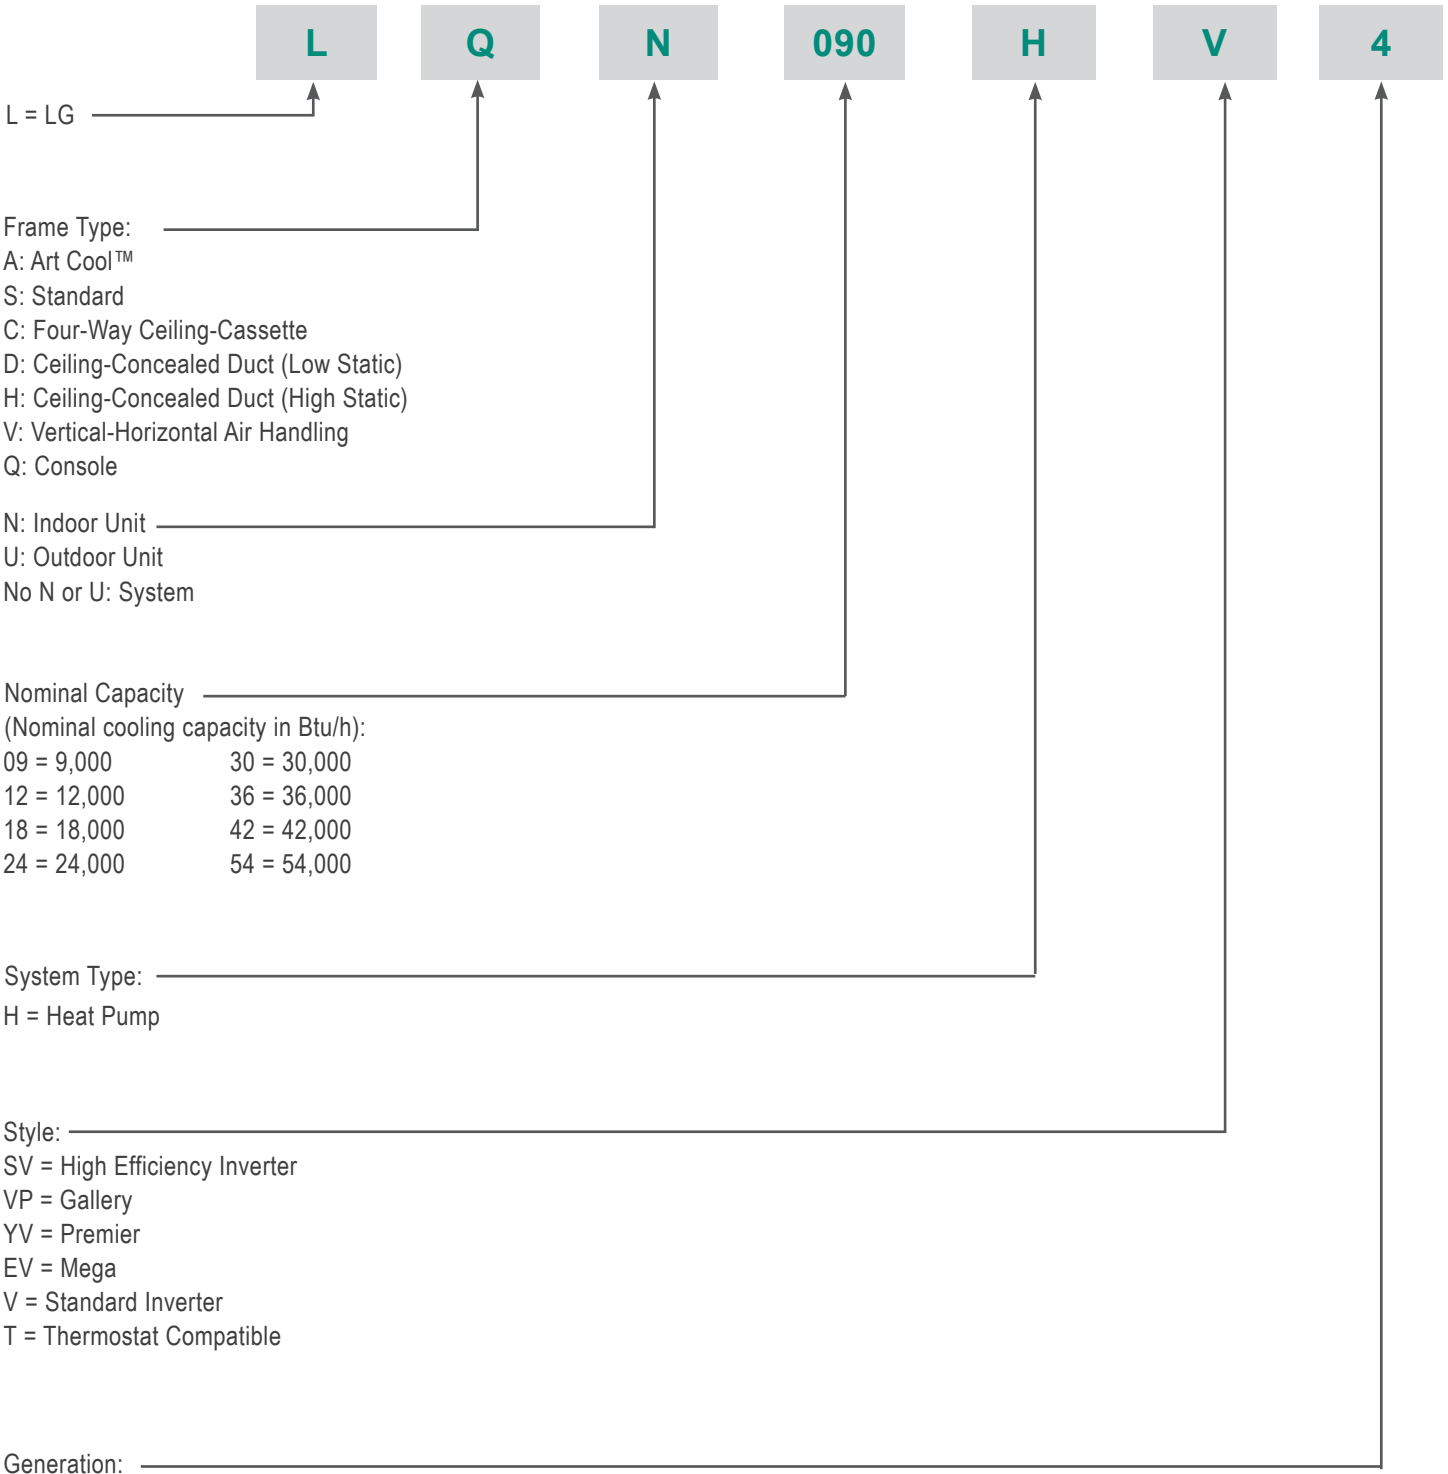 L Q N 090 H V 4
L = LG
Frame Type:
A: Art Cool™
S: Standard
C: Four-Way Ceiling-Cassette
D: Ceiling-Concealed Duct (Low Static)
H: Ceiling-Concealed Duct (High Static)
V: Vertical-Horizontal Air Handling
Q: Console
N: Indoor Unit
U: Outdoor Unit
No N or U: System
Nominal Capacity
(Nominal cooling capacity in Btu/h):
09 = 9,000 30 = 30,000
12 = 12,000 36 = 36,000
18 = 18,000 42 = 42,000
24 = 24,000 54 = 54,000
System Type:
H = Heat Pump
Style:
SV = High Efficiency Inverter
VP = Gallery
YV = Premier
EV = Mega
V = Standard Inverter
T = Thermostat Compatible
Generation: